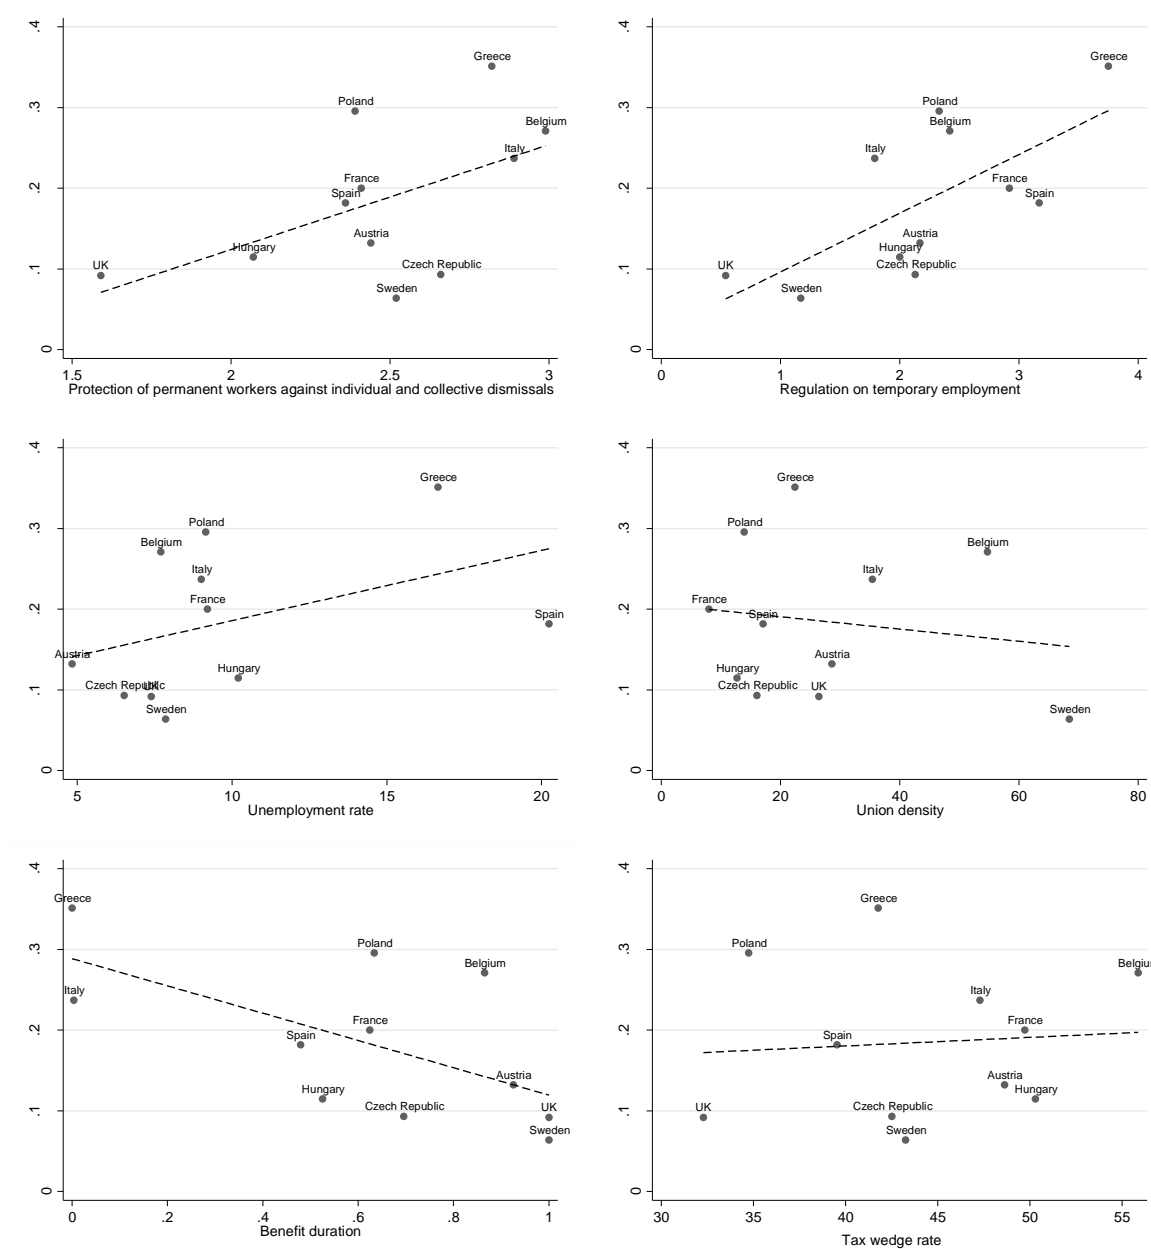 .4
.3
.2
.1
0
Greece
Poland
Belgium
Italy
France
Spain
Austria
Hungary
Czech Republic
UK
Sweden
1.5 2 2.5 3
Protection of permanent workers against individual and collective dismissals
.4
.3
.2
.1
0
Greece
Poland
Belgium
Italy
France
Spain
Austria
Hungary
Czech Republic
UK
Sweden
0 1 2 3 4
Regulation on temporary employment
.4
.3
.2
.1
0
Greece
Poland
Belgium
Italy
France
Spain
Austria
Hungary
Czech Republic
UK
Sweden
5 10 15 20
Unemployment rate
.4
.3
.2
.1
0
Greece
Poland
Belgium
Italy
France
Spain
Austria
Hungary
Czech Republic
UK
Sweden
0 20 40 60 80
Union density
.4
.3
.2
.1
0
Greece
Poland
Belgium
Italy
France
Spain
Austria
Hungary
Czech Republic
UK
Sweden
0 .2 .4 .6 .8 1
Benefit duration
.4
.3
.2
.1
0
Greece
Poland
Belgiu
Italy
France
Spain
Austria
Hungary
UK
Czech Republic
Sweden
30 35 40 45 50 55
Tax wedge rate